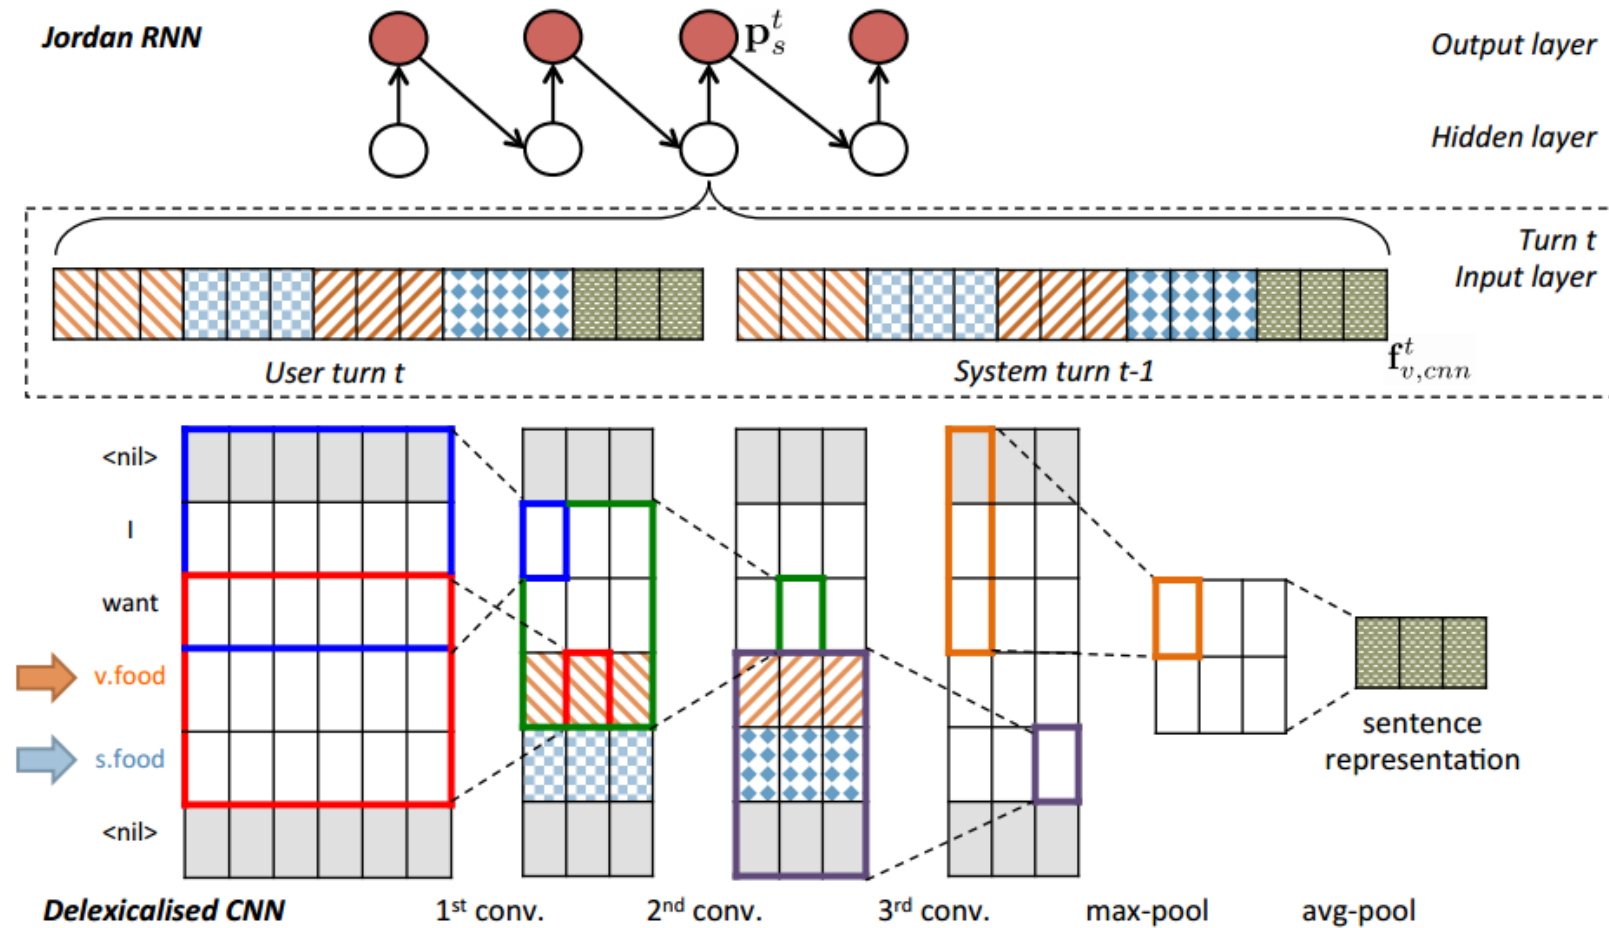 Jordan RNN
p_s^t
Output layer
Hidden layer
Turn t
Input layer
User turn t
System turn t-1
f_{v,cnn}^t
<nil>
I
want
v.food
s.food
<nil>
sentence
representation
Delexicalised CNN
1st conv.
2nd conv.
3rd conv.
max-pool
avg-pool